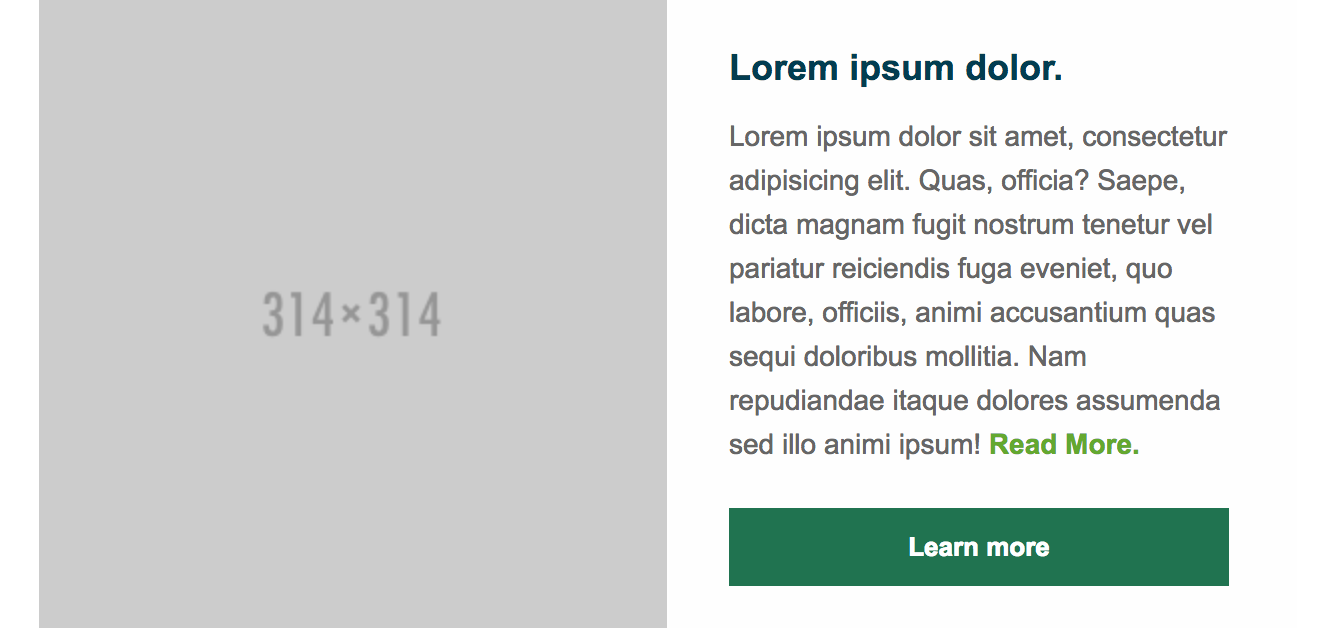 314×314
Lorem ipsum dolor.
Lorem ipsum dolor sit amet, consectetur
adipisicing elit. Quas, officia? Saepe,
dicta magnam fugit nostrum tenetur vel
pariatur reiciendis fuga eveniet, quo
labore, officiis, animi accusantium quas
sequi doloribus mollitia. Nam
repudiandae itaque dolores assumenda
sed illo animi ipsum! Read More.
Learn more